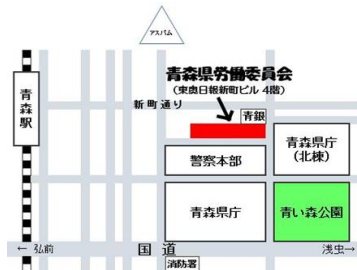 アスパム
青森県労働委員会
(東奥日報新町ビル 4階)
新町通り
青銀
青森駅
青森県庁
(北棟)
警察本部
青森県庁
青い森公園
← 弘前
国道
浅虫→
消防署